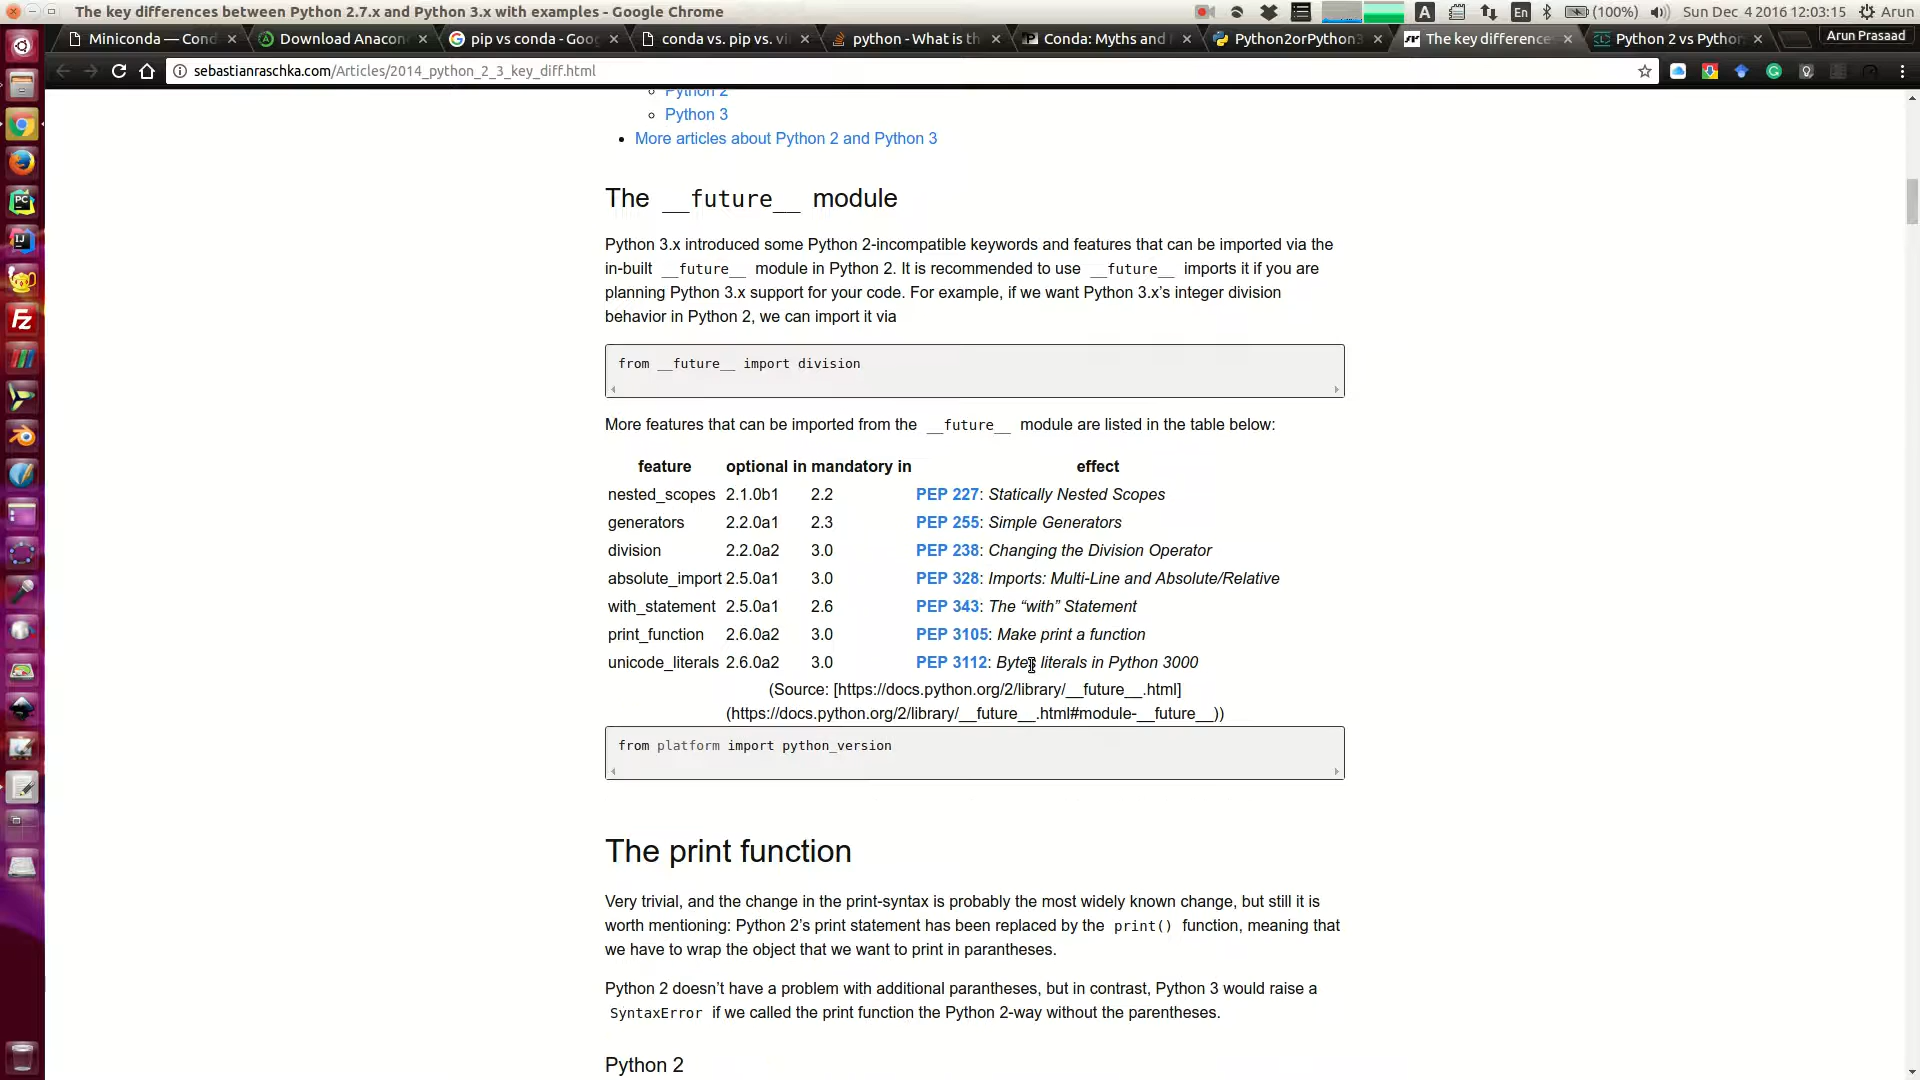 The key differences between Python 2.7.x and Python 3.x with examples - Google Chrome
A
En
(100%)
Sun Dec 4 2016 12:03:15
Arun
Miniconda — Cond
Download Anacon
pip vs conda - Goo
conda vs. pip vs. vi
python - What is th
Conda: Myths and
Python2orPython3
The key difference
Python 2 vs Python
Arun Prasaad
sebastianraschka.com/Articles/2014_python_2_3_key_diff.html
Python 2
Python 3
More articles about Python 2 and Python 3
The __future__ module
Python 3.x introduced some Python 2-incompatible keywords and features that can be imported via the
in-built __future__ module in Python 2. It is recommended to use __future__ imports it if you are
planning Python 3.x support for your code. For example, if we want Python 3.x's integer division
behavior in Python 2, we can import it via
from __future__ import division
More features that can be imported from the __future__ module are listed in the table below:
feature optional in mandatory in effect
nested_scopes 2.1.0b1 2.2 PEP 227: Statically Nested Scopes
generators 2.2.0a1 2.3 PEP 255: Simple Generators
division 2.2.0a2 3.0 PEP 238: Changing the Division Operator
absolute_import 2.5.0a1 3.0 PEP 328: Imports: Multi-Line and Absolute/Relative
with_statement 2.5.0a1 2.6 PEP 343: The “with” Statement
print_function 2.6.0a2 3.0 PEP 3105: Make print a function
unicode_literals 2.6.0a2 3.0 PEP 3112: Bytes literals in Python 3000
(Source: [https://docs.python.org/2/library/__future__.html]
(https://docs.python.org/2/library/__future__.html#module-__future__))
from platform import python_version
The print function
Very trivial, and the change in the print-syntax is probably the most widely known change, but still it is
worth mentioning: Python 2’s print statement has been replaced by the print() function, meaning that
we have to wrap the object that we want to print in parantheses.
Python 2 doesn’t have a problem with additional parantheses, but in contrast, Python 3 would raise a
SyntaxError if we called the print function the Python 2-way without the parentheses.
Python 2
PC
IJ
Fz